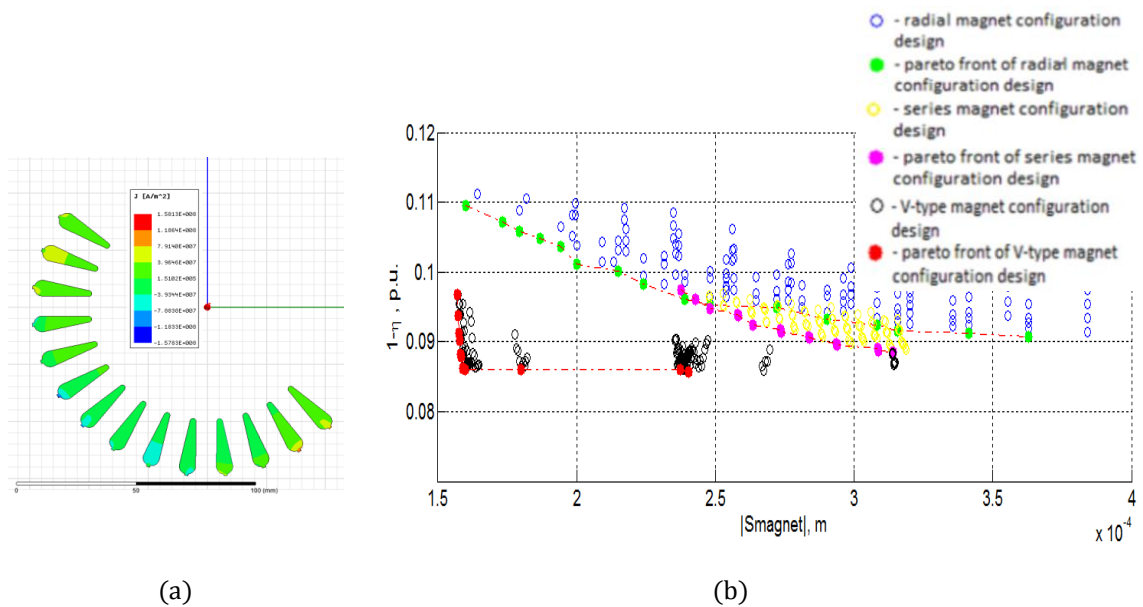 (a)
J [A/m^2]
1.5813E+008
1.1864E+008
7.9148E+007
3.9646E+007
1.5102E+005
-3.9344E+007
-7.8838E+007
-1.1833E+008
-1.5783E+008
0
50
100 (mm)
- radial magnet configuration
design
- pareto front of radial magnet
configuration design
- series magnet configuration
design
- pareto front of series magnet
configuration design
- V-type magnet configuration
design
- pareto front of V-type magnet
configuration design
0.12
0.11
0.1
0.09
0.08
1-η , p.u.
1.5
2
2.5
3
3.5
4
x 10^-4
|Smagnet|, m
(a)
(b)